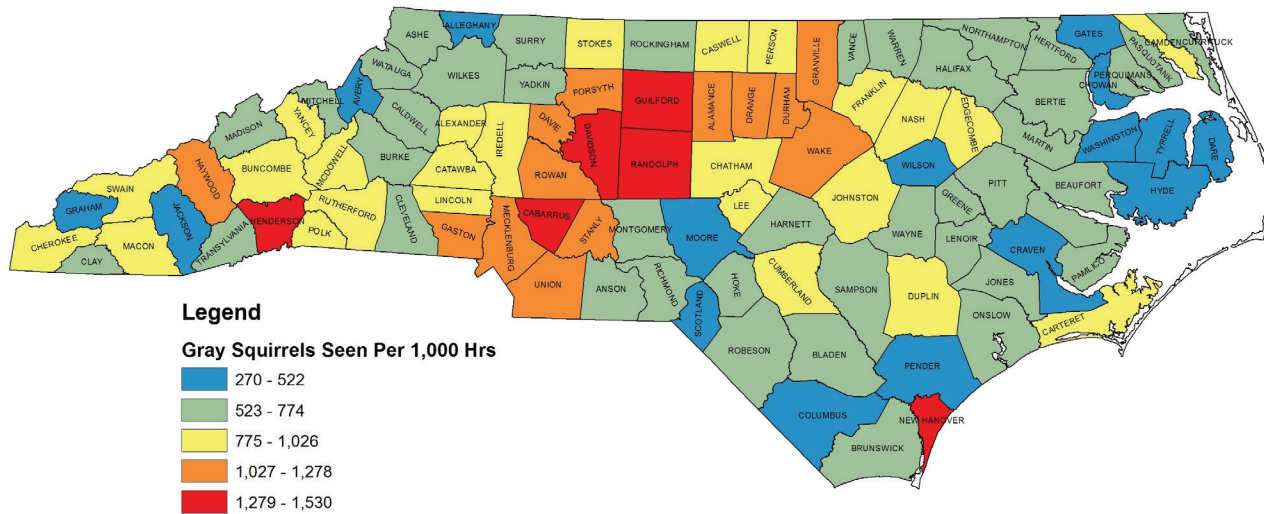 ALLEGHANY
ASHE
SURRY
STOKES
ROCKINGHAM
CASWELL
PERSON
GRANVILLE
VANCE
WARREN
NORTHAMPTON
HERTFORD
GATES
CAMDEN
CURRITUCK
PASQUOTANK
PERQUIMANS
CHOWAN
HALIFAX
BERTIE
WATAUGA
WILKES
YADKIN
FORSYTH
GUILFORD
ALAMANCE
ORANGE
DURHAM
FRANKLIN
NASH
EDGECOMBE
MARTIN
WASHINGTON
TYRRELL
DARE
HYDE
MITCHELL
AVERY
CALDWELL
ALEXANDER
IREDELL
DAVIE
DAVIDSON
RANDOLPH
CHATHAM
WAKE
WILSON
PITT
BEAUFORT
MADISON
YANCEY
BURKE
CATAWBA
ROWAN
LEE
JOHNSTON
GREENE
HAYWOOD
BUNCOMBE
MCDOWELL
LINCOLN
CABARRUS
STANLY
MONTGOMERY
MOORE
HARNETT
WAYNE
LENOIR
CRAVEN
PAMLICO
SWAIN
GRAHAM
JACKSON
HENDERSON
RUTHERFORD
POLK
CLEVELAND
GASTON
MECKLENBURG
UNION
ANSON
RICHMOND
HOKE
CUMBERLAND
SAMPSON
DUPLIN
JONES
ONSLOW
CARTERET
CHEROKEE
CLAY
MACON
TRANSYLVANIA
SCOTLAND
ROBESON
BLADEN
PENDER
COLUMBUS
NEW HANOVER
BRUNSWICK
Legend
Gray Squirrels Seen Per 1,000 Hrs
270 - 522
523 - 774
775 - 1,026
1,027 - 1,278
1,279 - 1,530